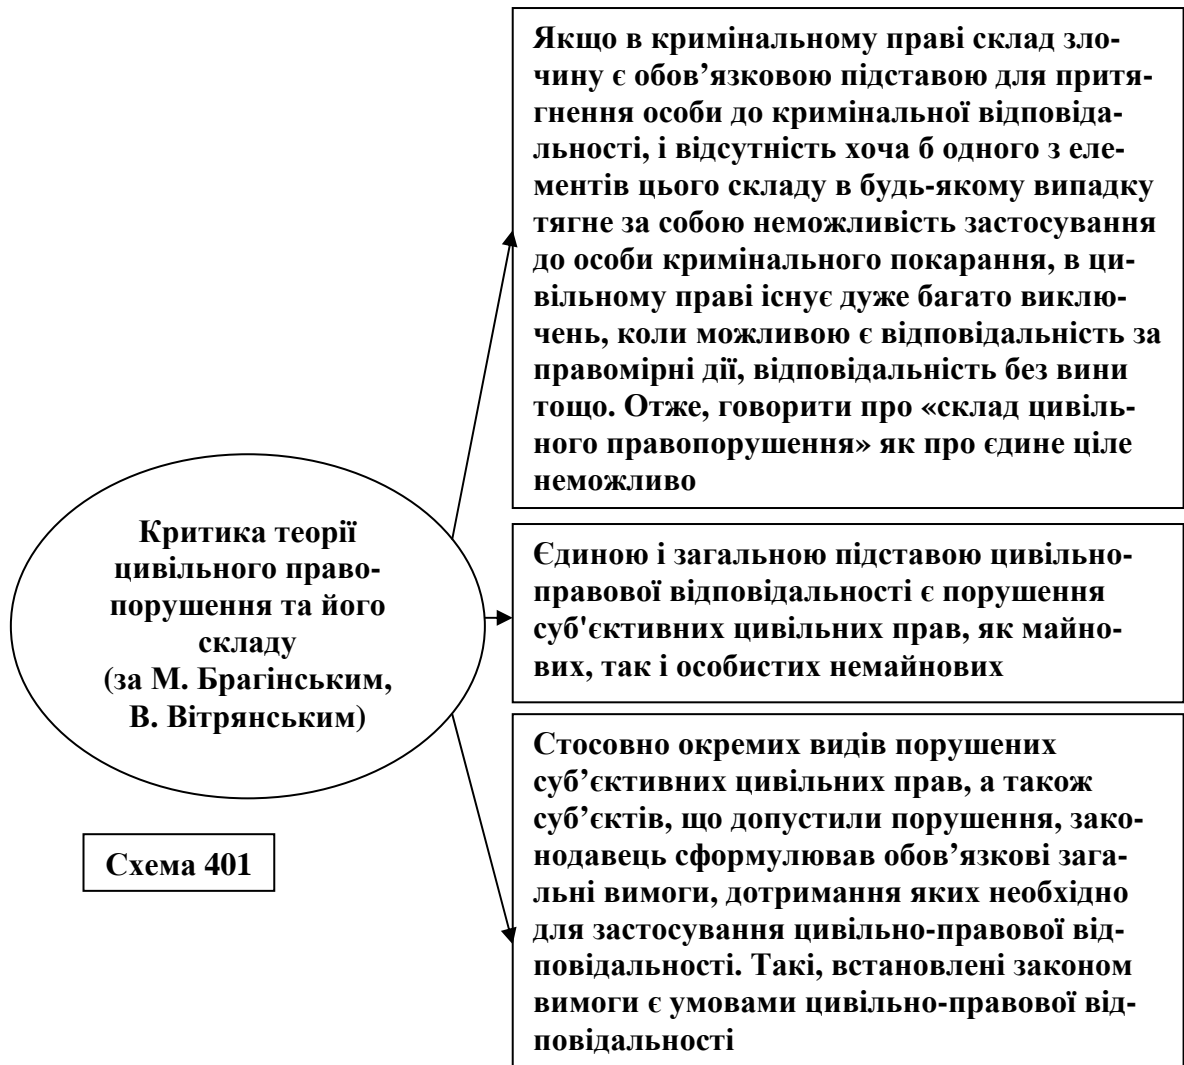 Якщо в кримінальному праві склад зло-
чину є обов’язковою підставою для притя-
гнення особи до кримінальної відповіда-
льності, і відсутність хоча б одного з еле-
ментів цього складу в будь-якому випадку
тягне за собою неможливість застосування
до особи кримінального покарання, в ци-
вільному праві існує дуже багато виклю-
чень, коли можливою є відповідальність за
правомірні дії, відповідальність без вини
тощо. Отже, говорити про «склад цивіль-
ного правопорушення» як про єдине ціле
неможливо
Критика теорії
цивільного право-
порушення та його
складу
(за М. Брагінським,
В. Вітрянським)
Єдиною і загальною підставою цивільно-
правової відповідальності є порушення
суб'єктивних цивільних прав, як майно-
вих, так і особистих немайнових
Стосовно окремих видів порушених
суб’єктивних цивільних прав, а також
суб’єктів, що допустили порушення, зако-
нодавець сформулював обов’язкові зага-
льні вимоги, дотримання яких необхідно
для застосування цивільно-правової від-
повідальності. Такі, встановлені законом
вимоги є умовами цивільно-правової від-
повідальності
Схема 401